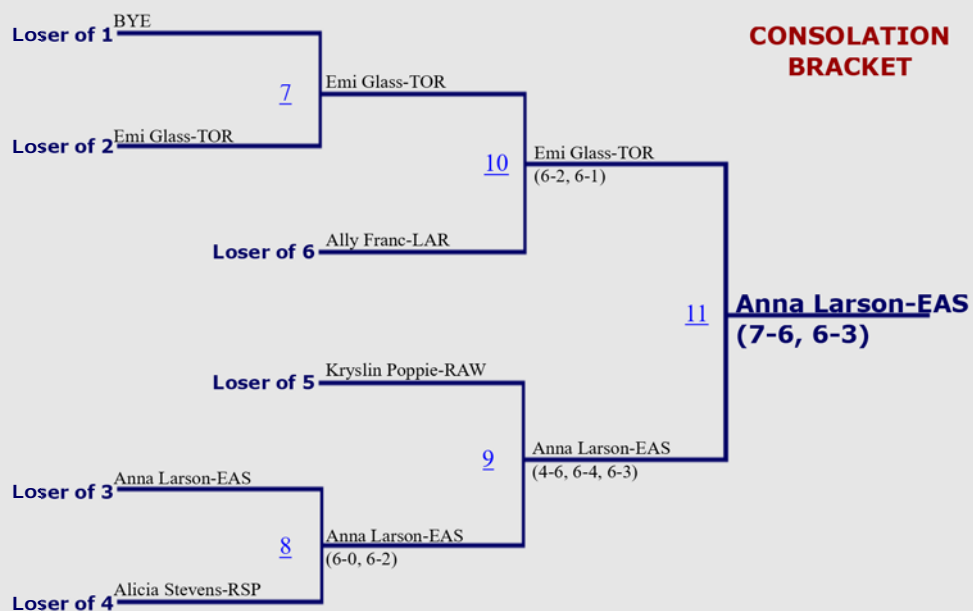 BYE
Loser of 1
CONSOLATION
BRACKET
Emi Glass-TOR
7
Emi Glass-TOR
Loser of 2
Emi Glass-TOR
10
(6-2, 6-1)
Ally Franc-LAR
Loser of 6
Anna Larson-EAS
11
(7-6, 6-3)
Kryslin Poppie-RAW
Loser of 5
Anna Larson-EAS
9
(4-6, 6-4, 6-3)
Anna Larson-EAS
Loser of 3
Anna Larson-EAS
8
(6-0, 6-2)
Alicia Stevens-RSP
Loser of 4